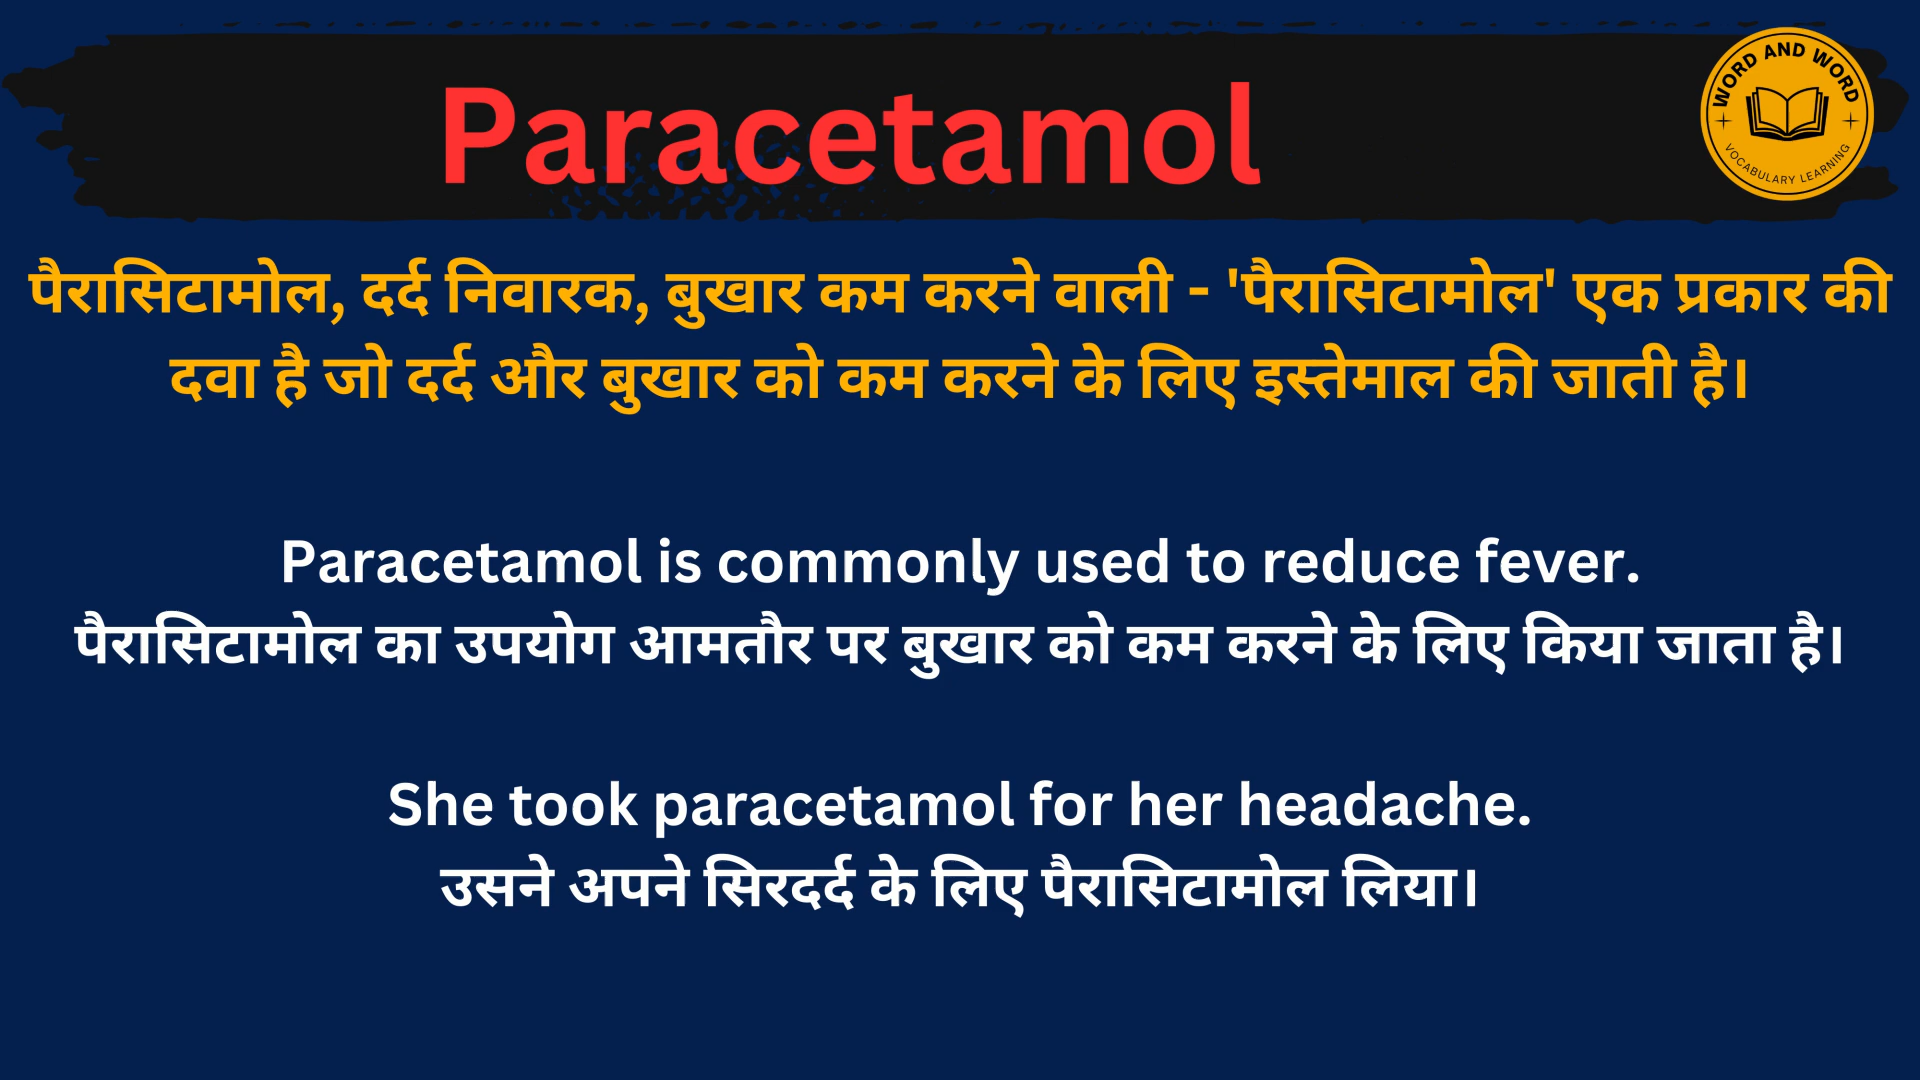 Paracetamol
WORD AND WORD
VOCABULARY LEARNING
पैरासिटामोल, दर्द निवारक, बुखार कम करने वाली - 'पैरासिटामोल' एक प्रकार की
दवा है जो दर्द और बुखार को कम करने के लिए इस्तेमाल की जाती है।
Paracetamol is commonly used to reduce fever.
पैरासिटामोल का उपयोग आमतौर पर बुखार को कम करने के लिए किया जाता है।
She took paracetamol for her headache.
उसने अपने सिरदर्द के लिए पैरासिटामोल लिया।